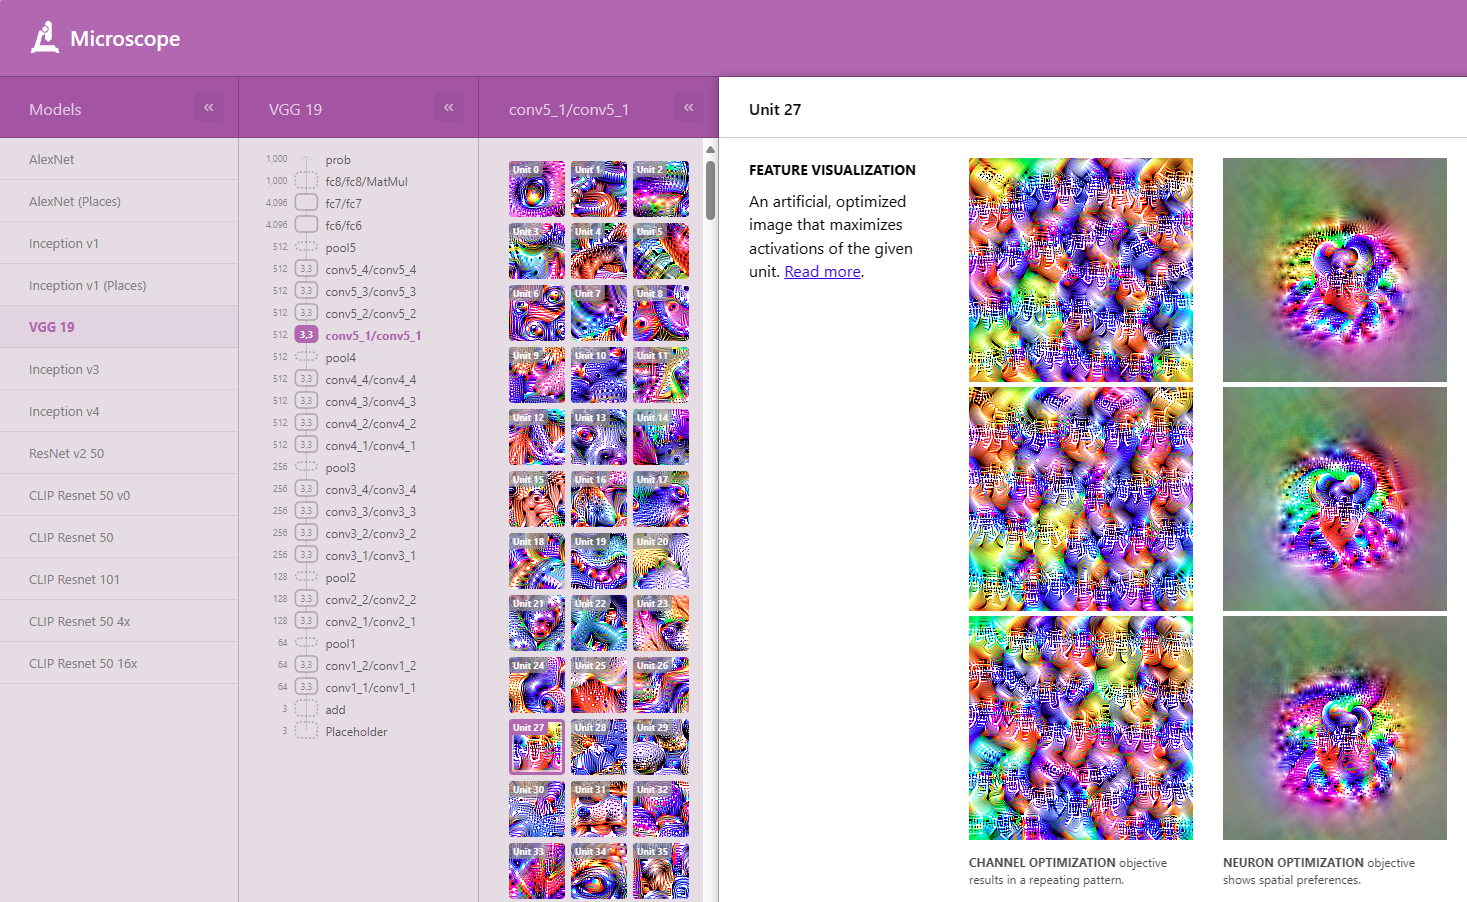 Microscope
Models
«
VGG 19
«
conv5_1/conv5_1
«
Unit 27
AlexNet
AlexNet (Places)
Inception v1
Inception v1 (Places)
VGG 19
Inception v3
Inception v4
ResNet v2 50
CLIP Resnet 50 v0
CLIP Resnet 50
CLIP Resnet 101
CLIP Resnet 50 4x
CLIP Resnet 50 16x
1,000 prob
1,000 fc8/fc8/MatMul
4,096 fc7/fc7
4,096 fc6/fc6
512 pool5
512 3,3 conv5_4/conv5_4
512 3,3 conv5_3/conv5_3
512 3,3 conv5_2/conv5_2
512 3,3 conv5_1/conv5_1
512 pool4
512 3,3 conv4_4/conv4_4
512 3,3 conv4_3/conv4_3
512 3,3 conv4_2/conv4_2
512 3,3 conv4_1/conv4_1
256 pool3
256 3,3 conv3_4/conv3_4
256 3,3 conv3_3/conv3_3
256 3,3 conv3_2/conv3_2
256 3,3 conv3_1/conv3_1
128 pool2
128 3,3 conv2_2/conv2_2
128 3,3 conv2_1/conv2_1
64 pool1
64 3,3 conv1_2/conv1_2
64 3,3 conv1_1/conv1_1
3 add
3 Placeholder
Unit 0 Unit 1 Unit 2
Unit 3 Unit 4 Unit 5
Unit 6 Unit 7 Unit 8
Unit 9 Unit 10 Unit 11
Unit 12 Unit 13 Unit 14
Unit 15 Unit 16 Unit 17
Unit 18 Unit 19 Unit 20
Unit 21 Unit 22 Unit 23
Unit 24 Unit 25 Unit 26
Unit 27 Unit 28 Unit 29
Unit 30 Unit 31 Unit 32
Unit 33 Unit 34 Unit 35
FEATURE VISUALIZATION
An artificial, optimized
image that maximizes
activations of the given
unit. Read more.
CHANNEL OPTIMIZATION objective
results in a repeating pattern.
NEURON OPTIMIZATION objective
shows spatial preferences.